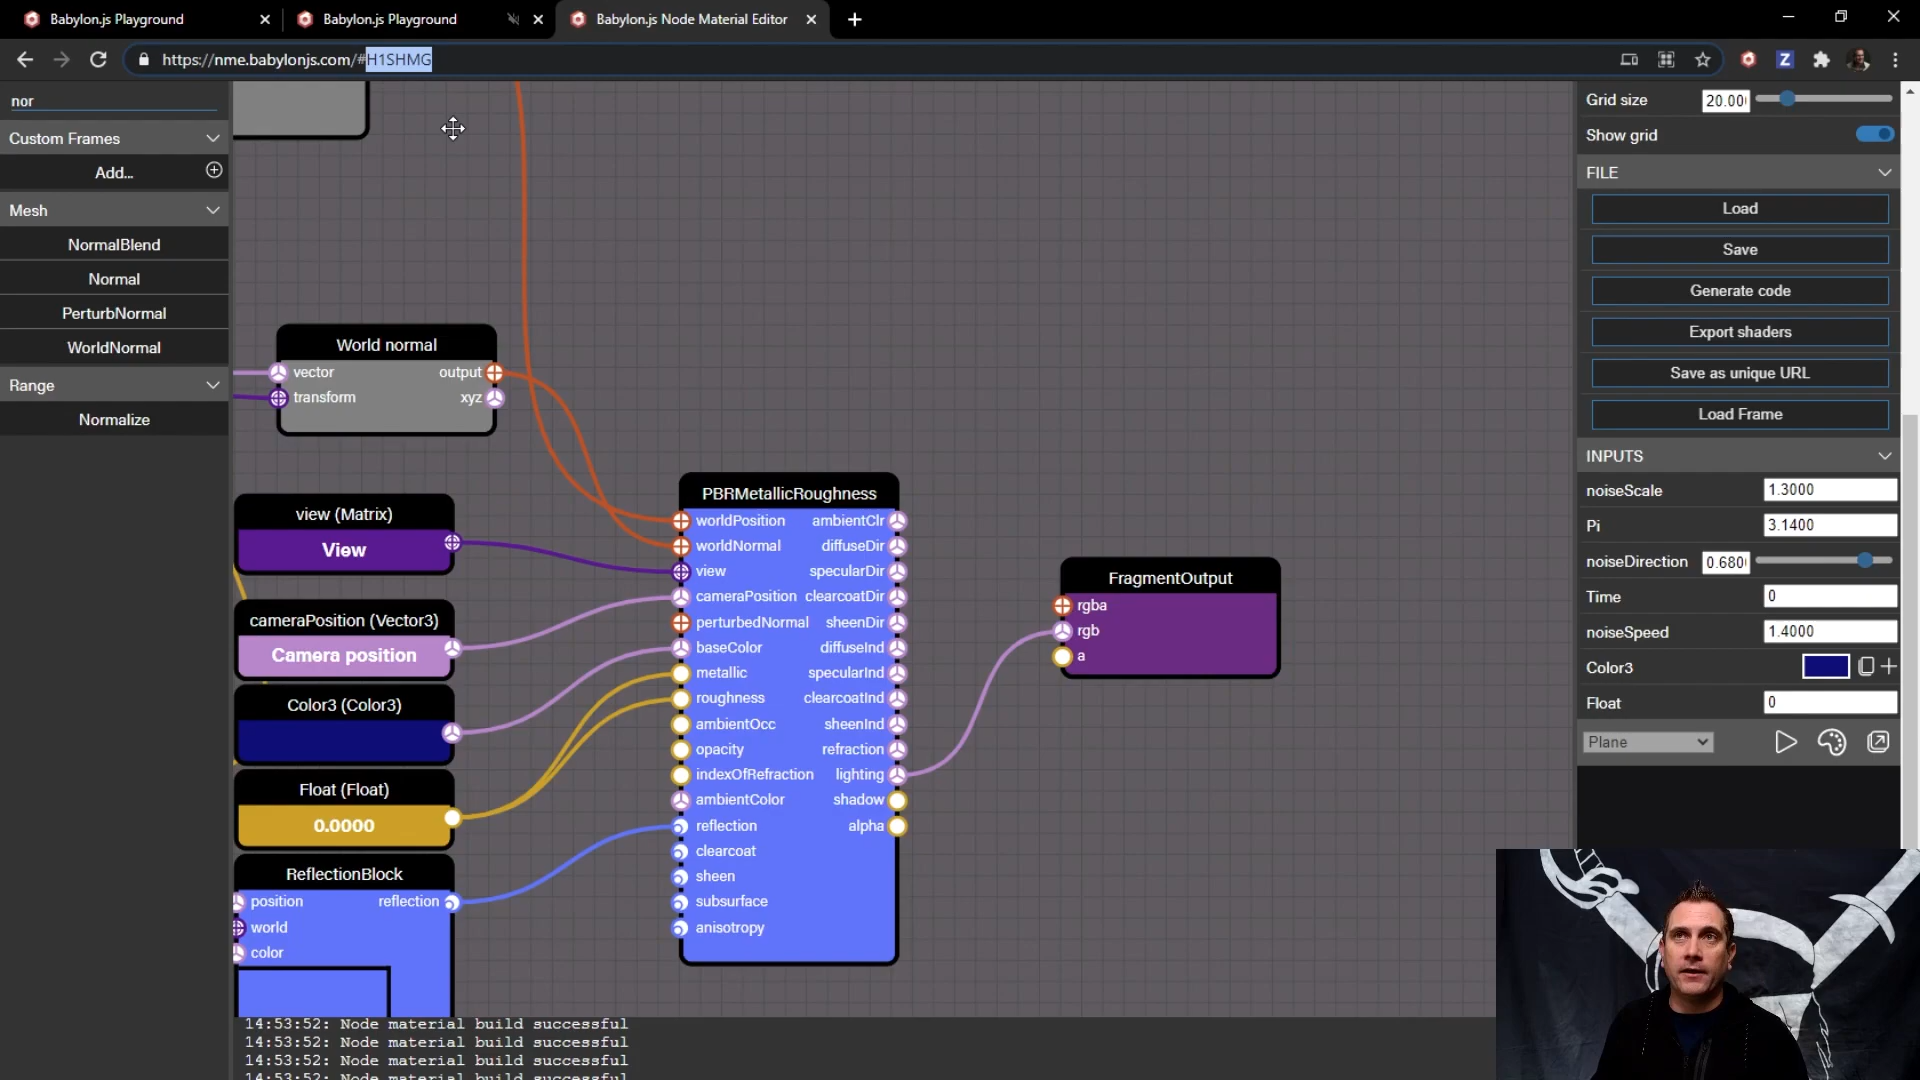 Babylon.js Playground
Babylon.js Playground
Babylon.js Node Material Editor
https://nme.babylonjs.com/#H1SHMG
Z
nor
Custom Frames
Add...
Mesh
NormalBlend
Normal
PerturbNormal
WorldNormal
Range
Normalize
World normal
vector output
transform xyz
view (Matrix)
View
cameraPosition (Vector3)
Camera position
Color3 (Color3)
Float (Float)
0.0000
ReflectionBlock
position reflection
world
color
PBRMetallicRoughness
worldPosition ambientClr
worldNormal diffuseDir
view specularDir
cameraPosition clearcoatDir
perturbedNormal sheenDir
baseColor diffuseInd
metallic specularInd
roughness clearcoatInd
ambientOcc sheenInd
opacity refraction
indexOfRefraction lighting
ambientColor shadow
reflection alpha
clearcoat
sheen
subsurface
anisotropy
FragmentOutput
rgba
rgb
a
14:53:52: Node material build successful
14:53:52: Node material build successful
14:53:52: Node material build successful
14:53:52: Node material build successful
Grid size 20.00
Show grid
FILE
Load
Save
Generate code
Export shaders
Save as unique URL
Load Frame
INPUTS
noiseScale 1.3000
Pi 3.1400
noiseDirection 0.680
Time 0
noiseSpeed 1.4000
Color3
Float 0
Plane